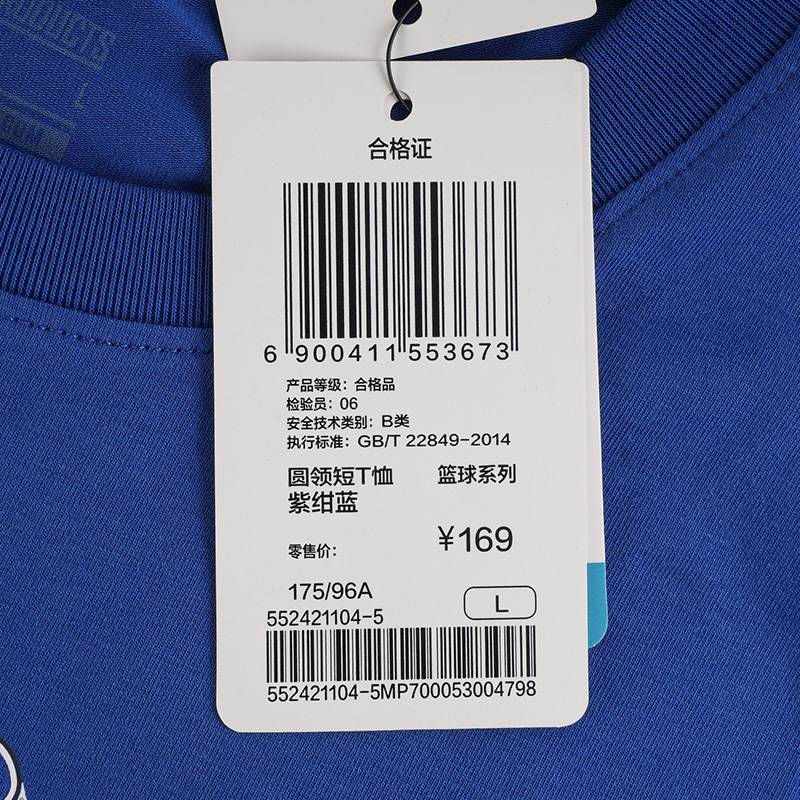 PRODUCTS
L
合格证
6 900411 553673
产品等级：合格品
检验员：06
安全技术类别：B类
执行标准：GB/T 22849-2014
圆领短T恤 篮球系列
紫绀蓝
零售价： ¥169
175/96A
552421104-5 L
552421104-5MP700053004798